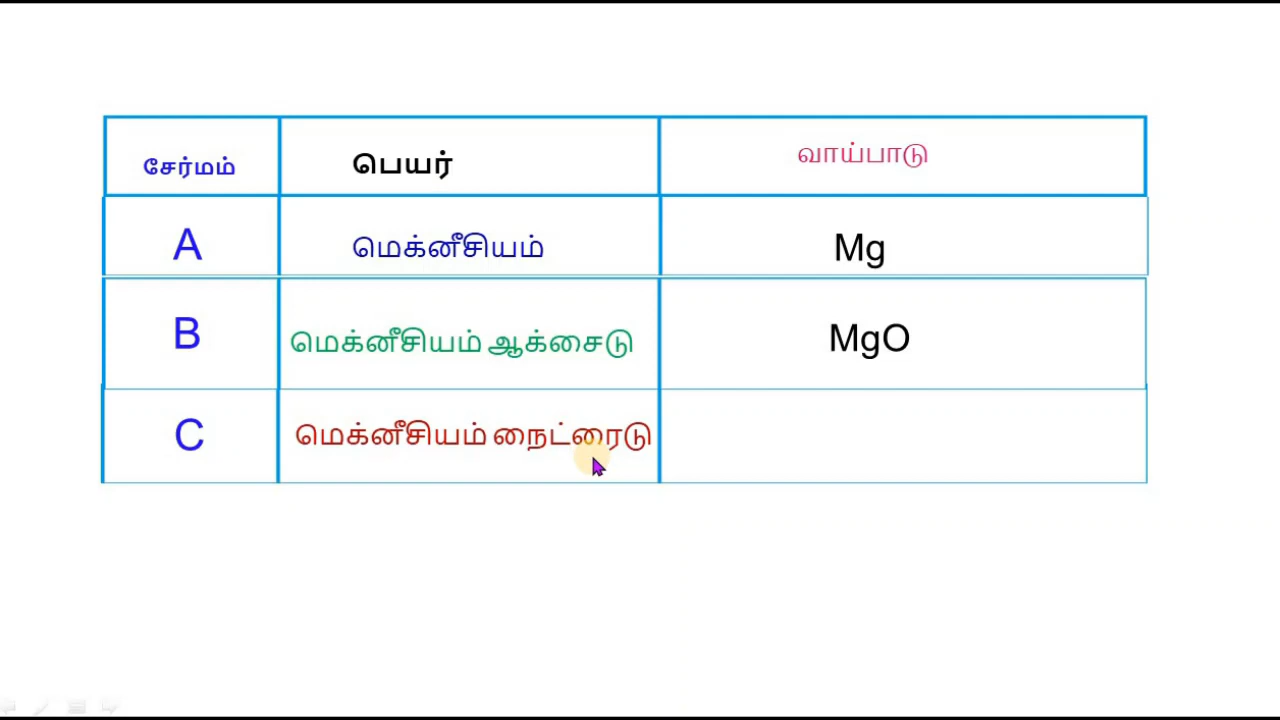 சேர்மம் பெயர் வாய்பாடு
A மெக்னீசியம் Mg
B மெக்னீசியம் ஆக்சைடு MgO
C மெக்னீசியம் நைட்ரைடு